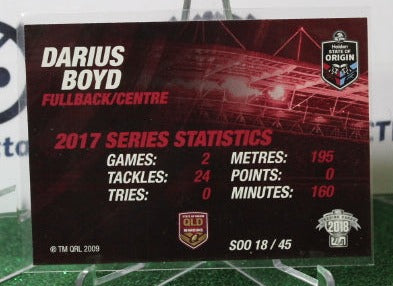 DARIUS
BOYD
FULLBACK/CENTRE
Holden
STATE OF
ORIGIN
2017 SERIES STATISTICS
GAMES: 2 METRES: 195
TACKLES: 24 POINTS: 0
TRIES: 0 MINUTES: 160
QLD
MAROONS
2018
® TM QRL 2009
SOO 18 / 45